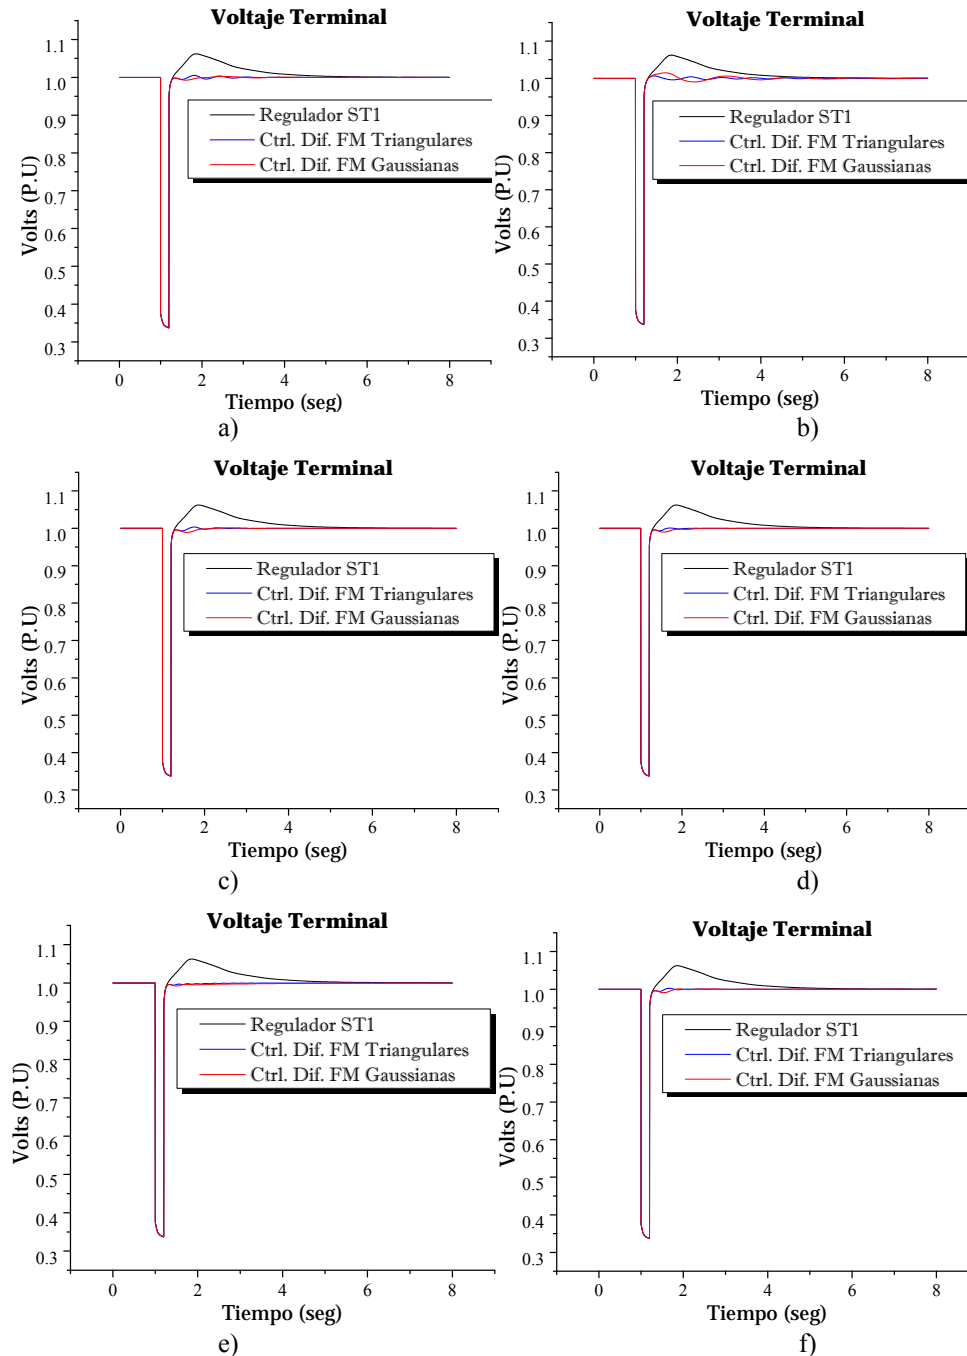 Voltaje Terminal
1.1
1.0
0.9
0.8
0.7
0.6
0.5
0.4
0.3
Volts (P.U)
Regulador ST1
Ctrl. Dif. FM Triangulares
Ctrl. Dif. FM Gaussianas
0 2 4 6 8
Tiempo (seg)
a)
Voltaje Terminal
1.1
1.0
0.9
0.8
0.7
0.6
0.5
0.4
0.3
Volts (P.U)
Regulador ST1
Ctrl. Dif. FM Triangulares
Ctrl. Dif. FM Gaussianas
0 2 4 6 8
Tiempo (seg)
b)
Voltaje Terminal
1.1
1.0
0.9
0.8
0.7
0.6
0.5
0.4
0.3
Volts (P.U)
Regulador ST1
Ctrl. Dif. FM Triangulares
Ctrl. Dif. FM Gaussianas
0 2 4 6 8
Tiempo (seg)
c)
Voltaje Terminal
1.1
1.0
0.9
0.8
0.7
0.6
0.5
0.4
0.3
Volts (P.U)
Regulador ST1
Ctrl. Dif. FM Triangulares
Ctrl. Dif. FM Gaussianas
0 2 4 6 8
Tiempo (seg)
d)
Voltaje Terminal
1.1
1.0
0.9
0.8
0.7
0.6
0.5
0.4
0.3
Volts (P.U)
Regulador ST1
Ctrl. Dif. FM Triangulares
Ctrl. Dif. FM Gaussianas
0 2 4 6 8
Tiempo (seg)
e)
Voltaje Terminal
1.1
1.0
0.9
0.8
0.7
0.6
0.5
0.4
0.3
Volts (P.U)
Regulador ST1
Ctrl. Dif. FM Triangulares
Ctrl. Dif. FM Gaussianas
0 2 4 6 8
Tiempo (seg)
f)